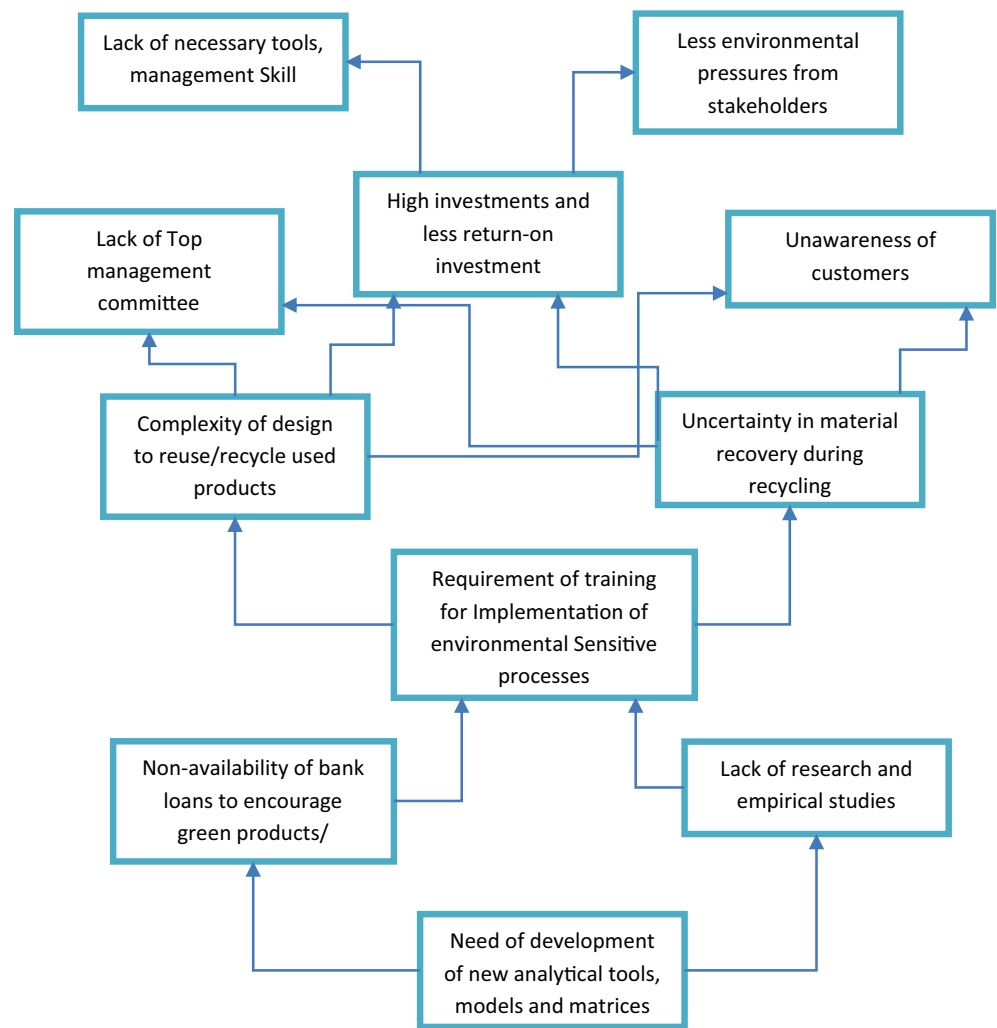 Lack of necessary tools,
management Skill
Less environmental
pressures from
stakeholders
High investments and
less return-on
investment
Lack of Top
management
committee
Unawareness of
customers
Complexity of design
to reuse/recycle used
products
Uncertainty in material
recovery during
recycling
Requirement of training
for Implementation of
environmental Sensitive
processes
Non-availability of bank
loans to encourage
green products/
Lack of research and
empirical studies
Need of development
of new analytical tools,
models and matrices